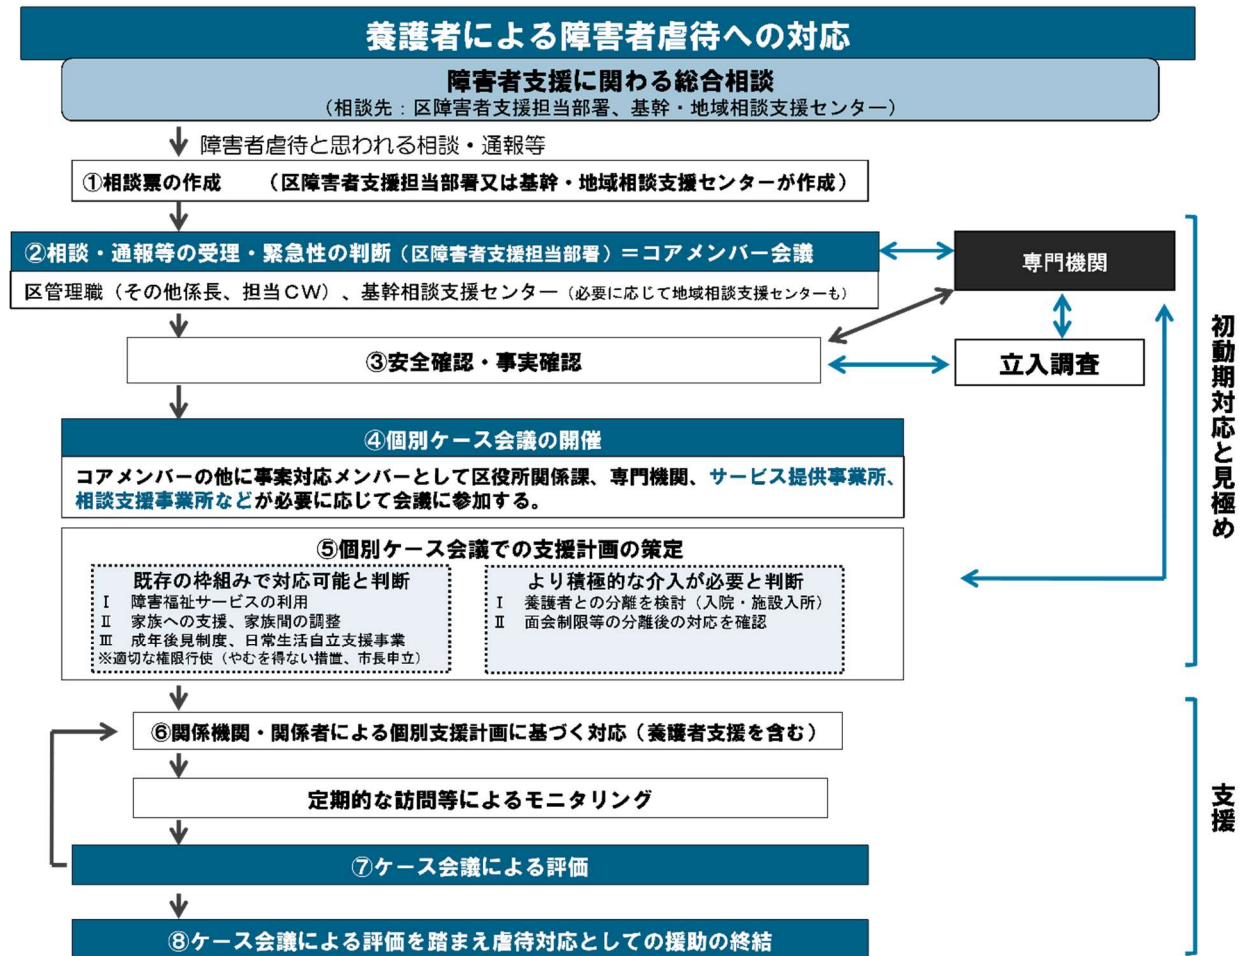 養護者による障害者虐待への対応
障害者支援に関わる総合相談
（相談先：区障害者支援担当部署、基幹・地域相談支援センター）
障害者虐待と思われる相談・通報等
①相談票の作成　（区障害者支援担当部署又は基幹・地域相談支援センターが作成）
②相談・通報等の受理・緊急性の判断（区障害者支援担当部署）＝コアメンバー会議
区管理職（その他係長、担当ＣＷ）、基幹相談支援センター（必要に応じて地域相談支援センターも）
専門機関
③安全確認・事実確認
立入調査
④個別ケース会議の開催
コアメンバーの他に事案対応メンバーとして区役所関係課、専門機関、サービス提供事業所、
相談支援事業所などが必要に応じて会議に参加する。
⑤個別ケース会議での支援計画の策定
既存の枠組みで対応可能と判断
Ⅰ　障害福祉サービスの利用
Ⅱ　家族への支援、家族間の調整
Ⅲ　成年後見制度、日常生活自立支援事業
※適切な権限行使（やむを得ない措置、市長申立）
より積極的な介入が必要と判断
Ⅰ　養護者との分離を検討（入院・施設入所）
Ⅱ　面会制限等の分離後の対応を確認
初動期対応と見極め
⑥関係機関・関係者による個別支援計画に基づく対応（養護者支援を含む）
定期的な訪問等によるモニタリング
⑦ケース会議による評価
⑧ケース会議による評価を踏まえ虐待対応としての援助の終結
支援